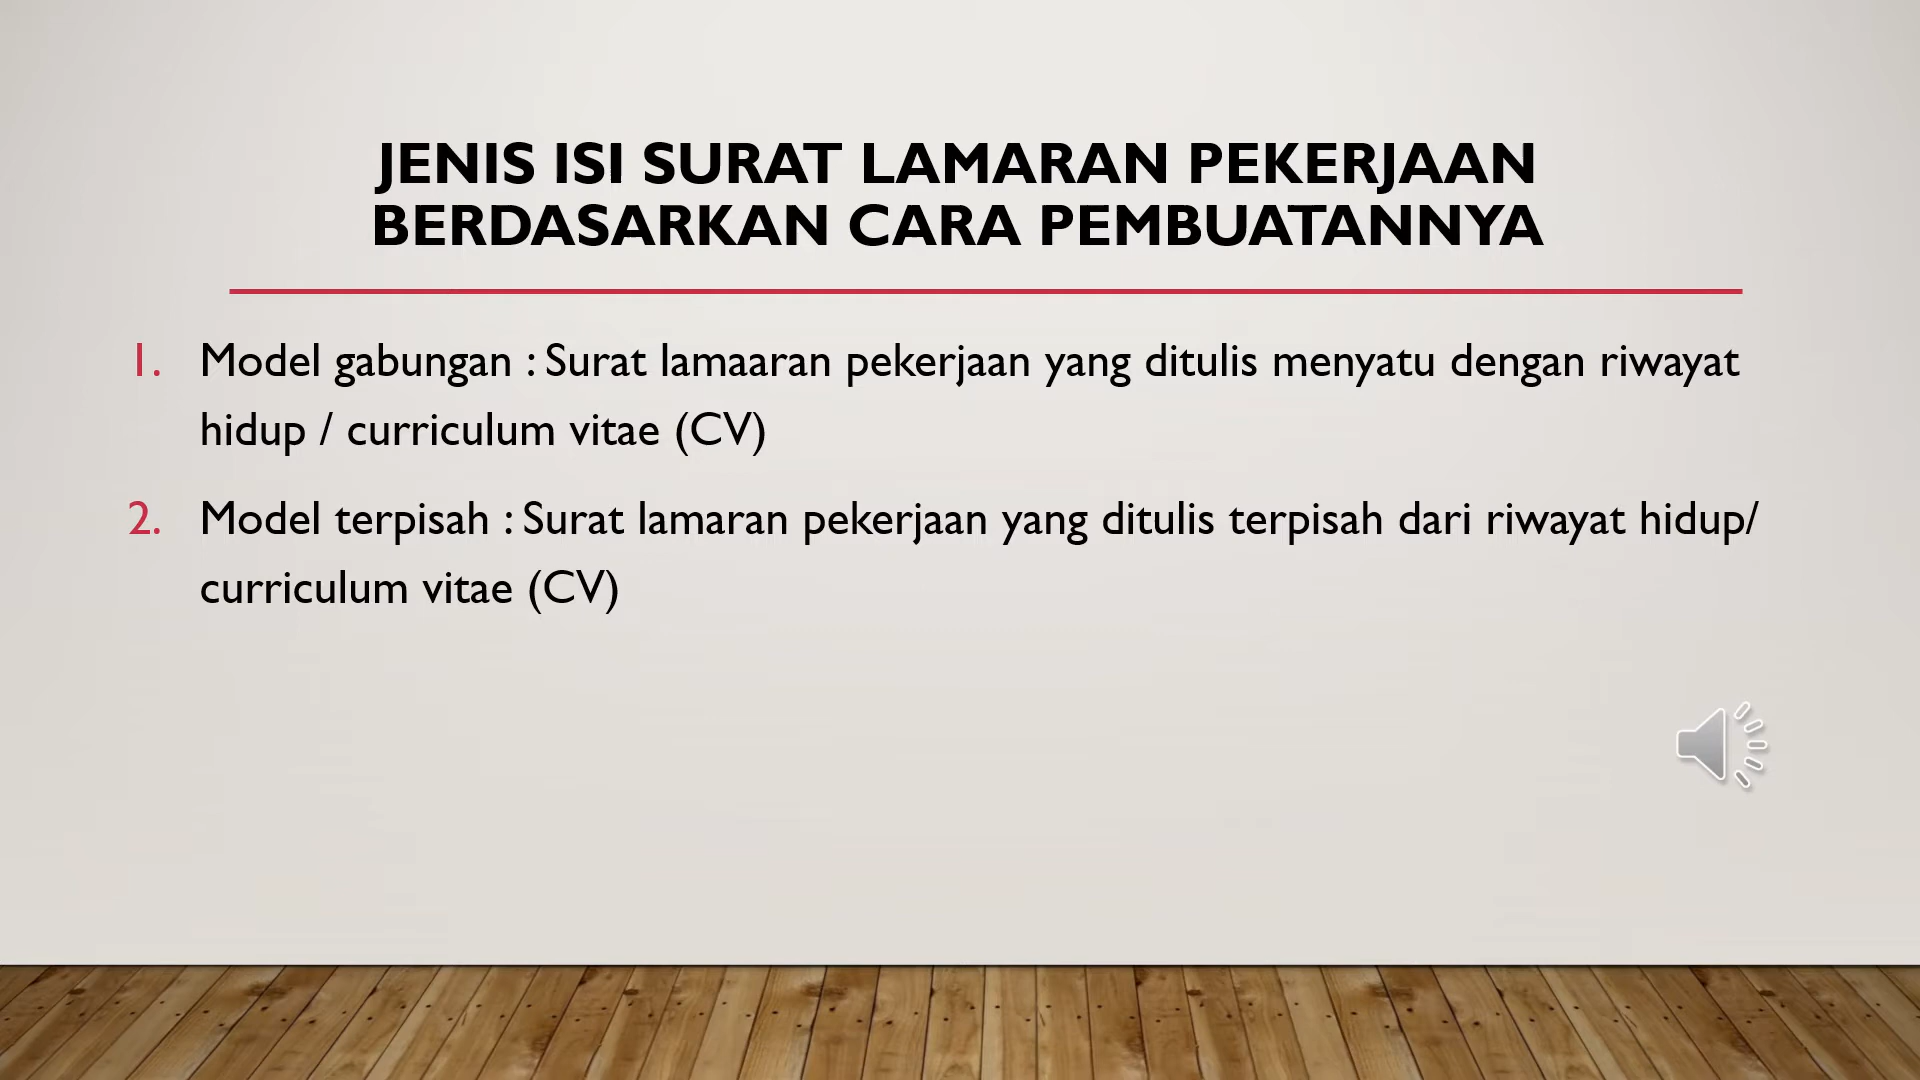 JENIS ISI SURAT LAMARAN PEKERJAAN
BERDASARKAN CARA PEMBUATANNYA
1. Model gabungan : Surat lamaaran pekerjaan yang ditulis menyatu dengan riwayat
hidup / curriculum vitae (CV)
2. Model terpisah : Surat lamaran pekerjaan yang ditulis terpisah dari riwayat hidup/
curriculum vitae (CV)